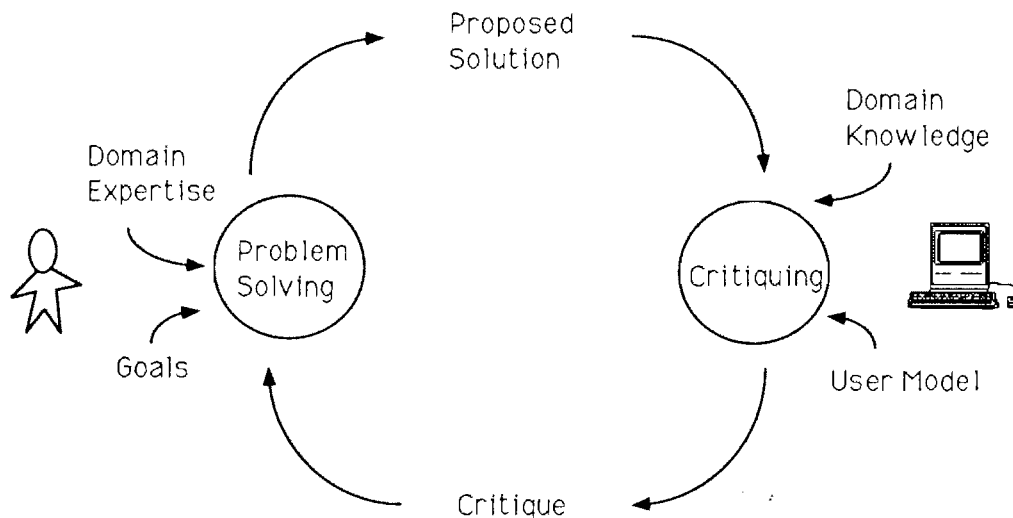 Proposed
Solution
Domain
Knowledge
Domain
Expertise
Problem
Solving
Critiquing
Goals
User Model
Critique